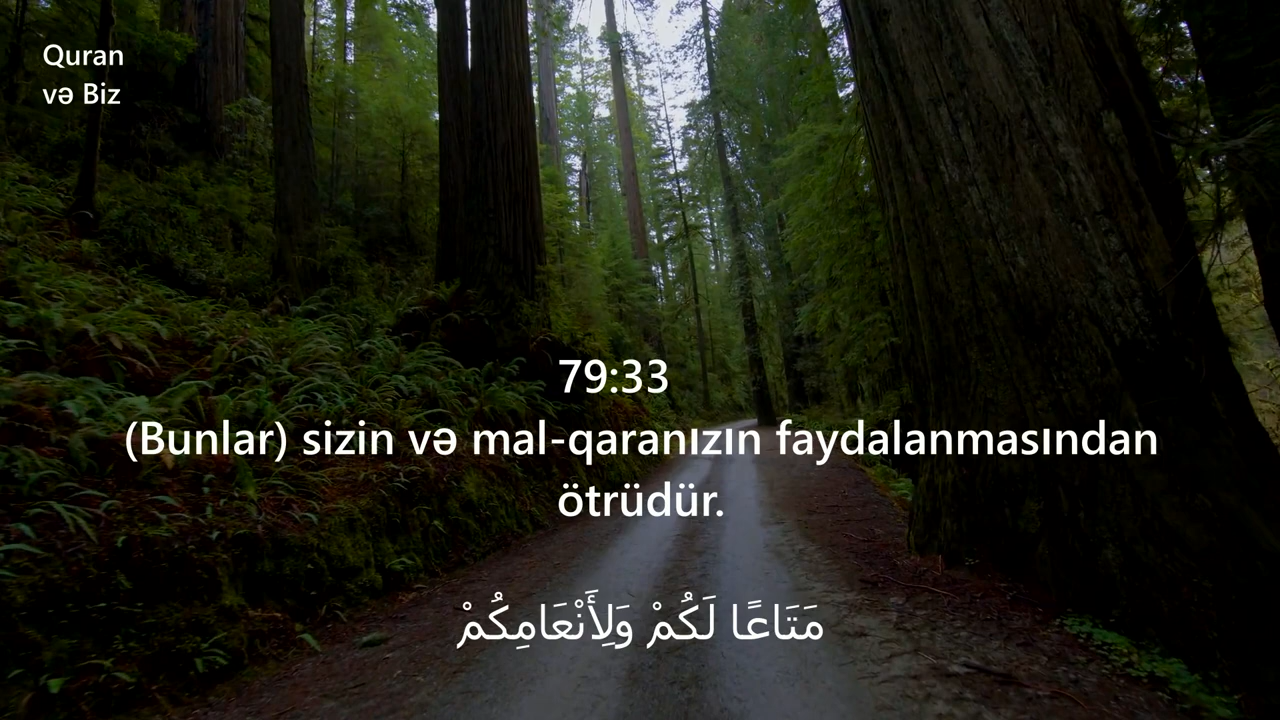 Quran
və Biz
79:33
(Bunlar) sizin və mal-qaranızın faydalanmasından
ötrüdür.
مَتَاعًا لَكُمْ وَلِأَنْعَامِكُمْ